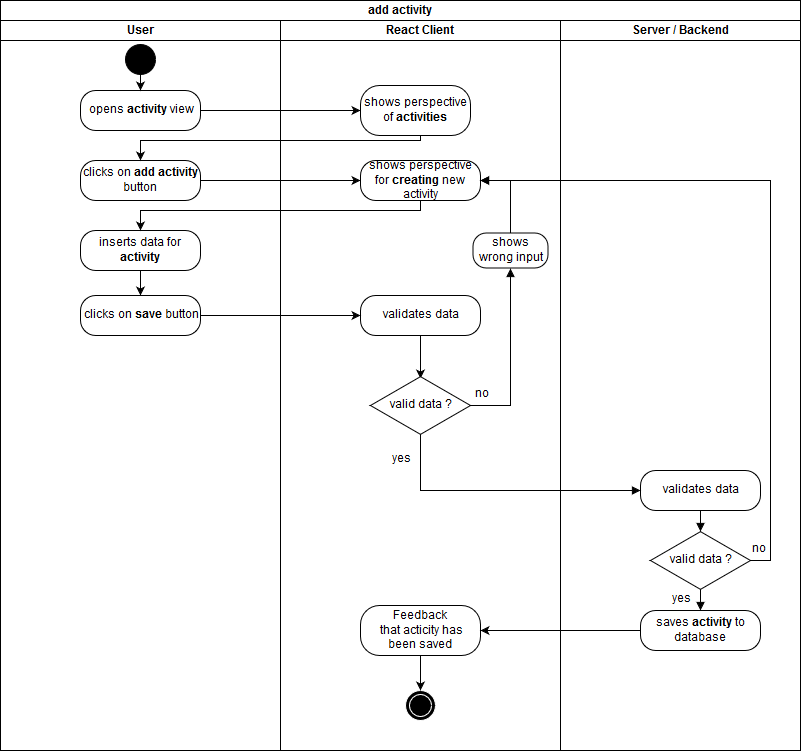 add activity
User
React Client
Server / Backend
opens activity view
shows perspective
of activities
clicks on add activity
button
shows perspective
for creating new
activity
inserts data for
activity
shows
wrong input
clicks on save button
validates data
valid data ?
no
yes
validates data
valid data ?
no
yes
saves activity to
database
Feedback
that acticity has
been saved